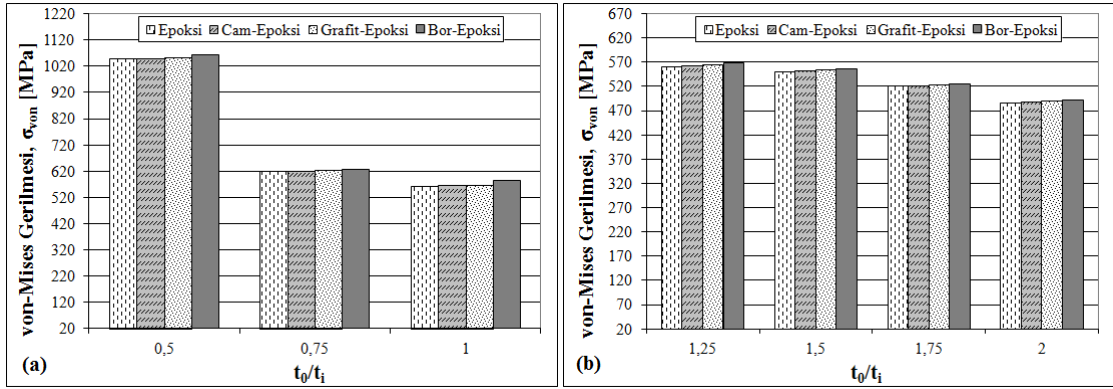 Epoksi Cam-Epoksi Grafit-Epoksi Bor-Epoksi
von-Mises Gerilmesi, σvon [MPa]
1220
1120
1020
920
820
720
620
520
420
320
220
120
20
0,5 0,75 1
(a)
t0/ti
Epoksi Cam-Epoksi Grafit-Epoksi Bor-Epoksi
von-Mises Gerilmesi, σvon [MPa]
670
620
570
520
470
420
370
320
270
220
170
120
70
20
1,25 1,5 1,75 2
(b)
t0/ti